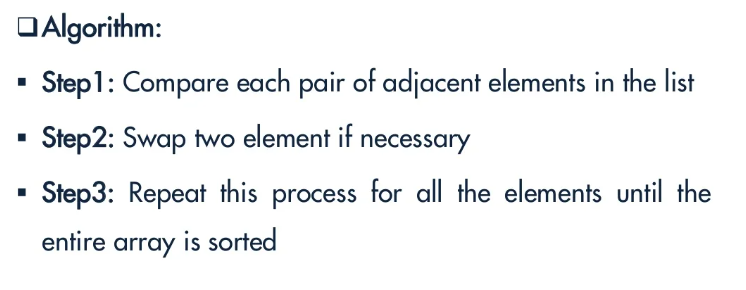 ❑Algorithm:
▪ Step1: Compare each pair of adjacent elements in the list
▪ Step2: Swap two element if necessary
▪ Step3: Repeat this process for all the elements until the
entire array is sorted